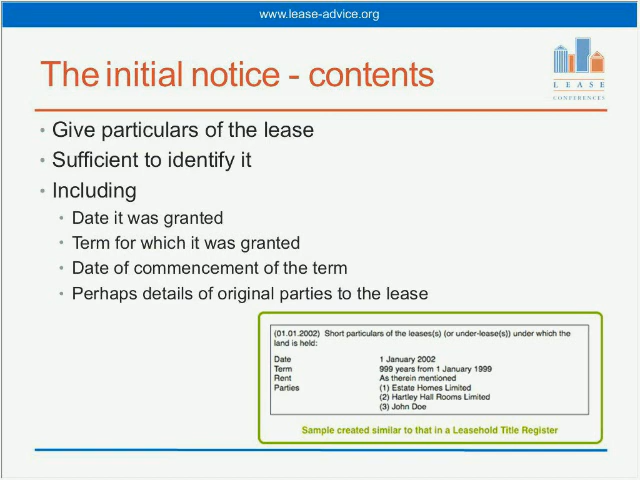 www.lease-advice.org
The initial notice - contents
LEASE
CONFERENCES
• Give particulars of the lease
• Sufficient to identify it
• Including
• Date it was granted
• Term for which it was granted
• Date of commencement of the term
• Perhaps details of original parties to the lease
(01.01.2002) Short particulars of the leases(s) (or under-lease(s)) under which the
land is held:
Date 1 January 2002
Term 999 years from 1 January 1999
Rent As therein mentioned
Parties (1) Estate Homes Limited
(2) Hartley Hall Rooms Limited
(3) John Doe
Sample created similar to that in a Leasehold Title Register